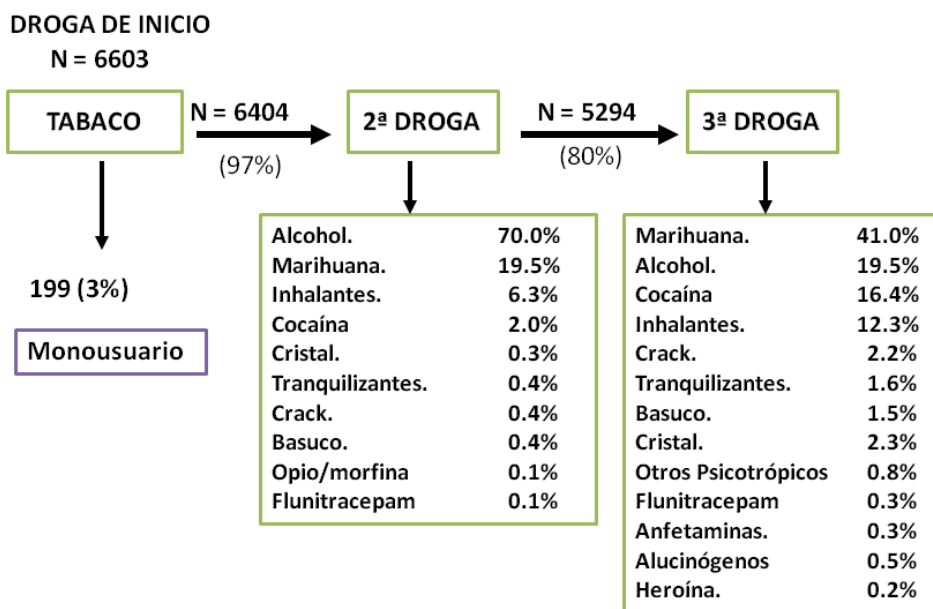 DROGA DE INICIO
N = 6603
TABACO
N = 6404
(97%)
2ª DROGA
N = 5294
(80%)
3ª DROGA
199 (3%)
Monousuario
Alcohol. 70.0%
Marihuana. 19.5%
Inhalantes. 6.3%
Cocaína 2.0%
Cristal. 0.3%
Tranquilizantes. 0.4%
Crack. 0.4%
Basuco. 0.4%
Opio/morfina 0.1%
Flunitracepam 0.1%
Marihuana. 41.0%
Alcohol. 19.5%
Cocaína 16.4%
Inhalantes. 12.3%
Crack. 2.2%
Tranquilizantes. 1.6%
Basuco. 1.5%
Cristal. 2.3%
Otros Psicotrópicos 0.8%
Flunitracepam 0.3%
Anfetaminas. 0.3%
Alucinógenos 0.5%
Heroína. 0.2%